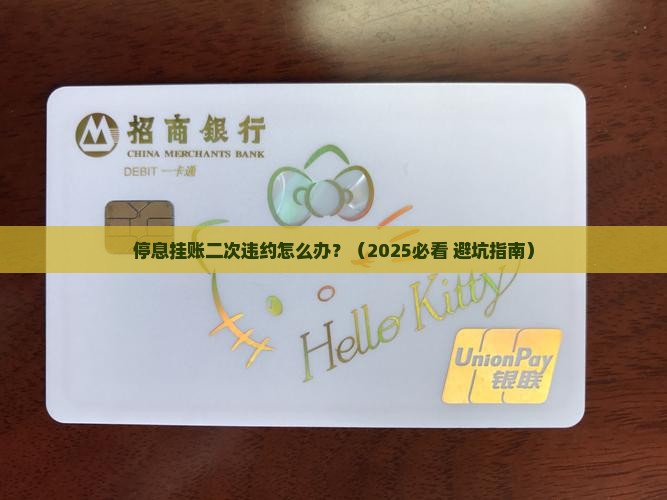 招商銀行
CHINA MERCHANTS BANK
DEBIT 一卡通
停息挂账二次违约怎么办？（2025必看 避坑指南）
Hello Kitty
UnionPay
银联